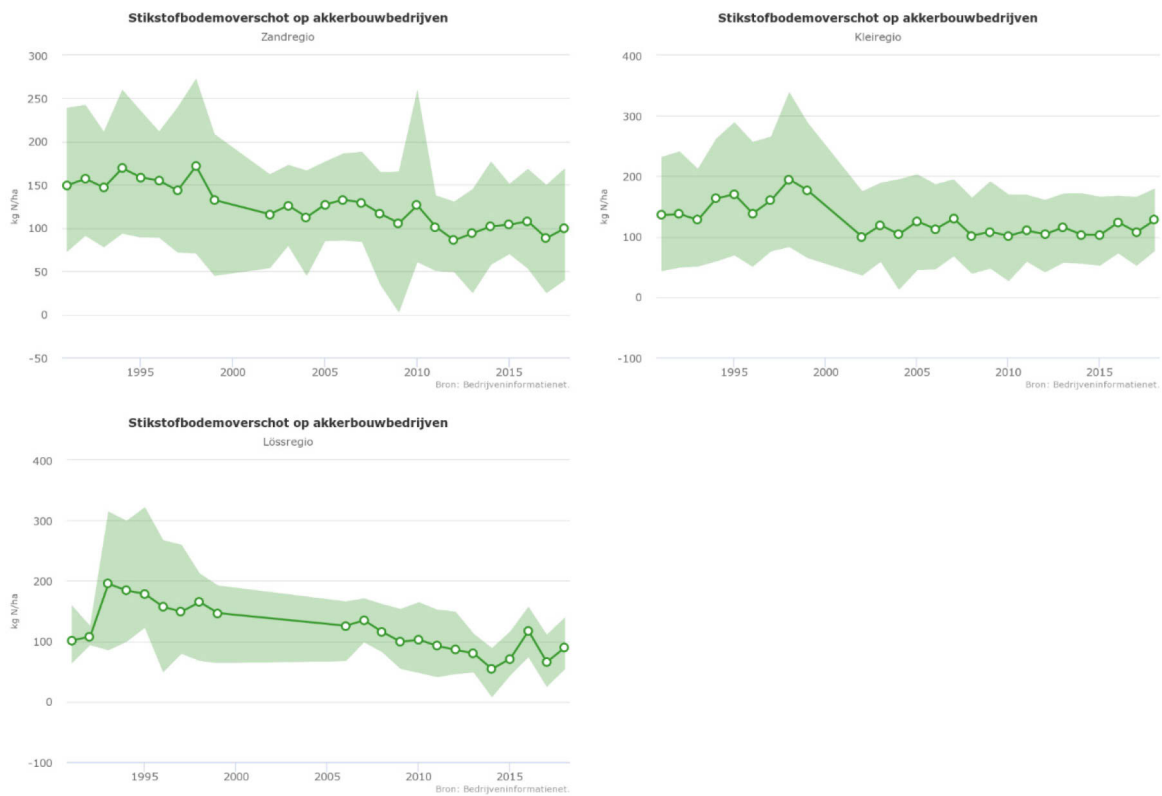 Stikstofbodemoverschot op akkerbouwbedrijven
Zandregio
300
250
200
150
100
50
0
-50
kg N/ha
1995
2000
2005
2010
2015
Bron: Bedrijveninformatienet.
Stikstofbodemoverschot op akkerbouwbedrijven
Kleiregio
400
300
200
100
0
-100
kg N/ha
1995
2000
2005
2010
2015
Bron: Bedrijveninformatienet.
Stikstofbodemoverschot op akkerbouwbedrijven
Lössregio
400
300
200
100
0
-100
kg N/ha
1995
2000
2005
2010
2015
Bron: Bedrijveninformatienet.